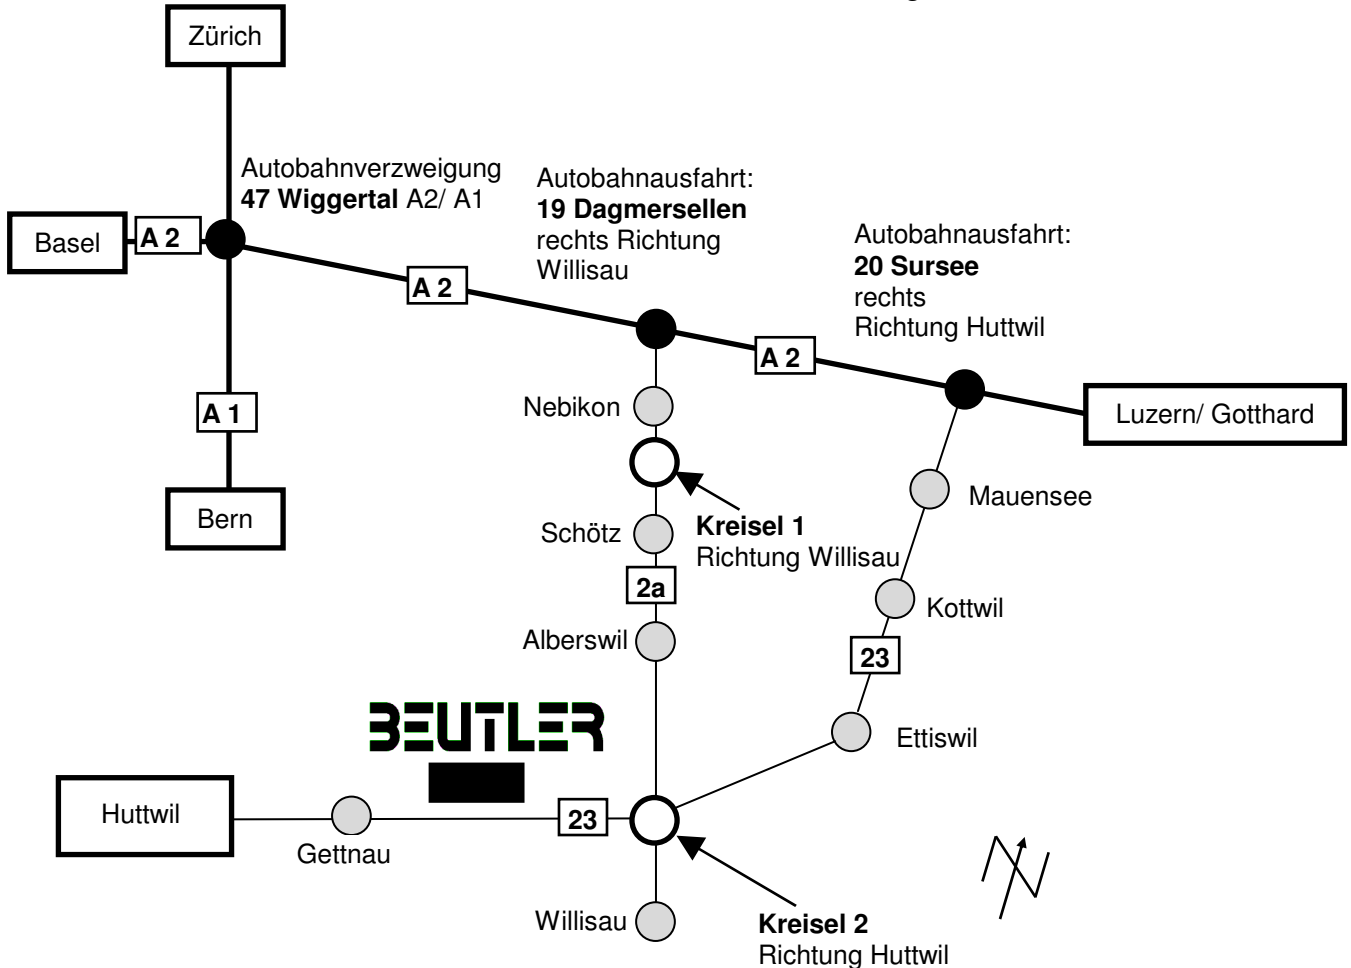 Zürich
Autobahnverzweigung
47 Wiggertal A2/ A1
Autobahnausfahrt:
19 Dagmersellen
rechts Richtung
Willisau
Autobahnausfahrt:
20 Sursee
rechts
Richtung Huttwil
Basel
A 2
A 2
A 2
A 1
Luzern/ Gotthard
Nebikon
Mauensee
Bern
Schötz
Kreisel 1
Richtung Willisau
2a
Kottwil
Alberswil
23
BEUTLER
Ettiswil
Huttwil
23
Gettnau
Willisau
Kreisel 2
Richtung Huttwil
N